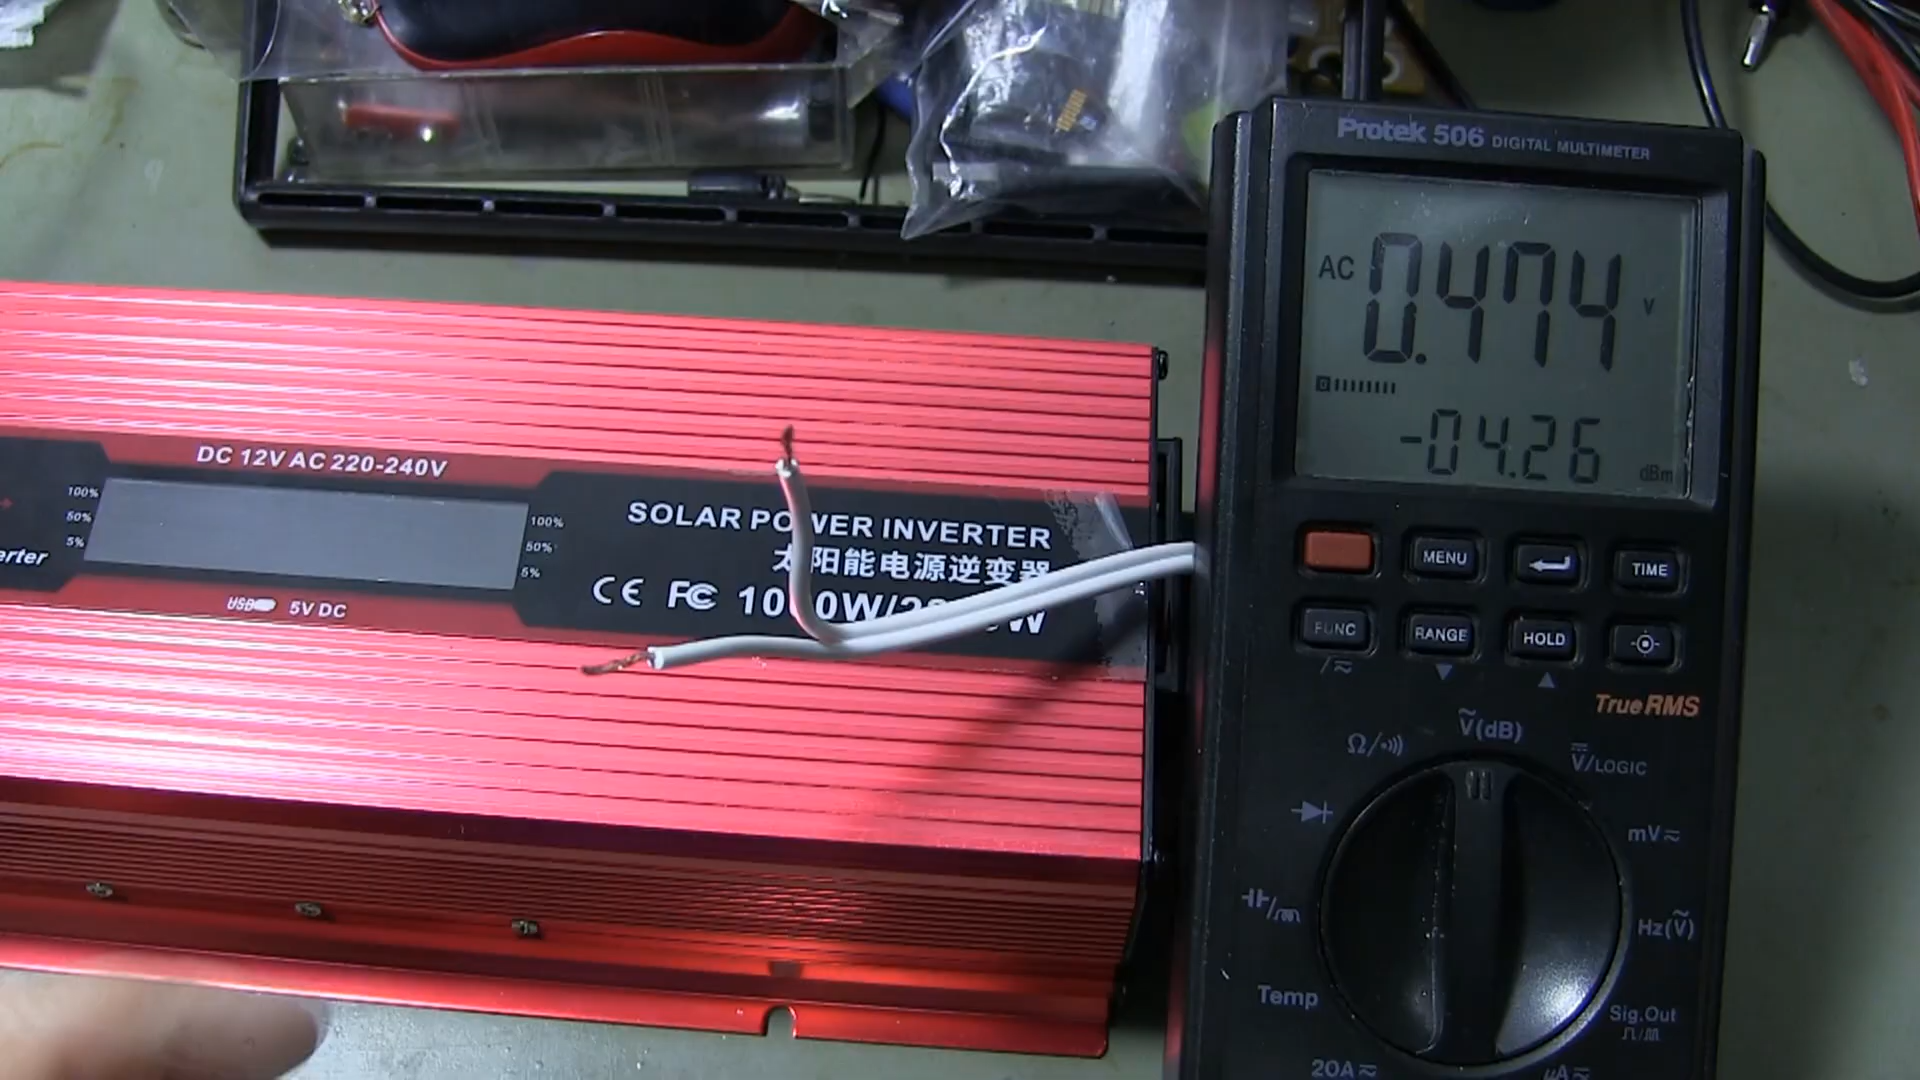 Protek 506 DIGITAL MULTIMETER
AC 0.474 V
-04.26 dBm
MENU
TIME
FUNC
RANGE
HOLD
True RMS
V(dB)
Ω
V/LOGIC
mV
Hz(V)
Temp
Sig.Out
20A
µA
DC 12V AC 220-240V
100%
50%
5%
100%
50%
5%
USB 5V DC
SOLAR POWER INVERTER
太阳能电源逆变器
CE FC